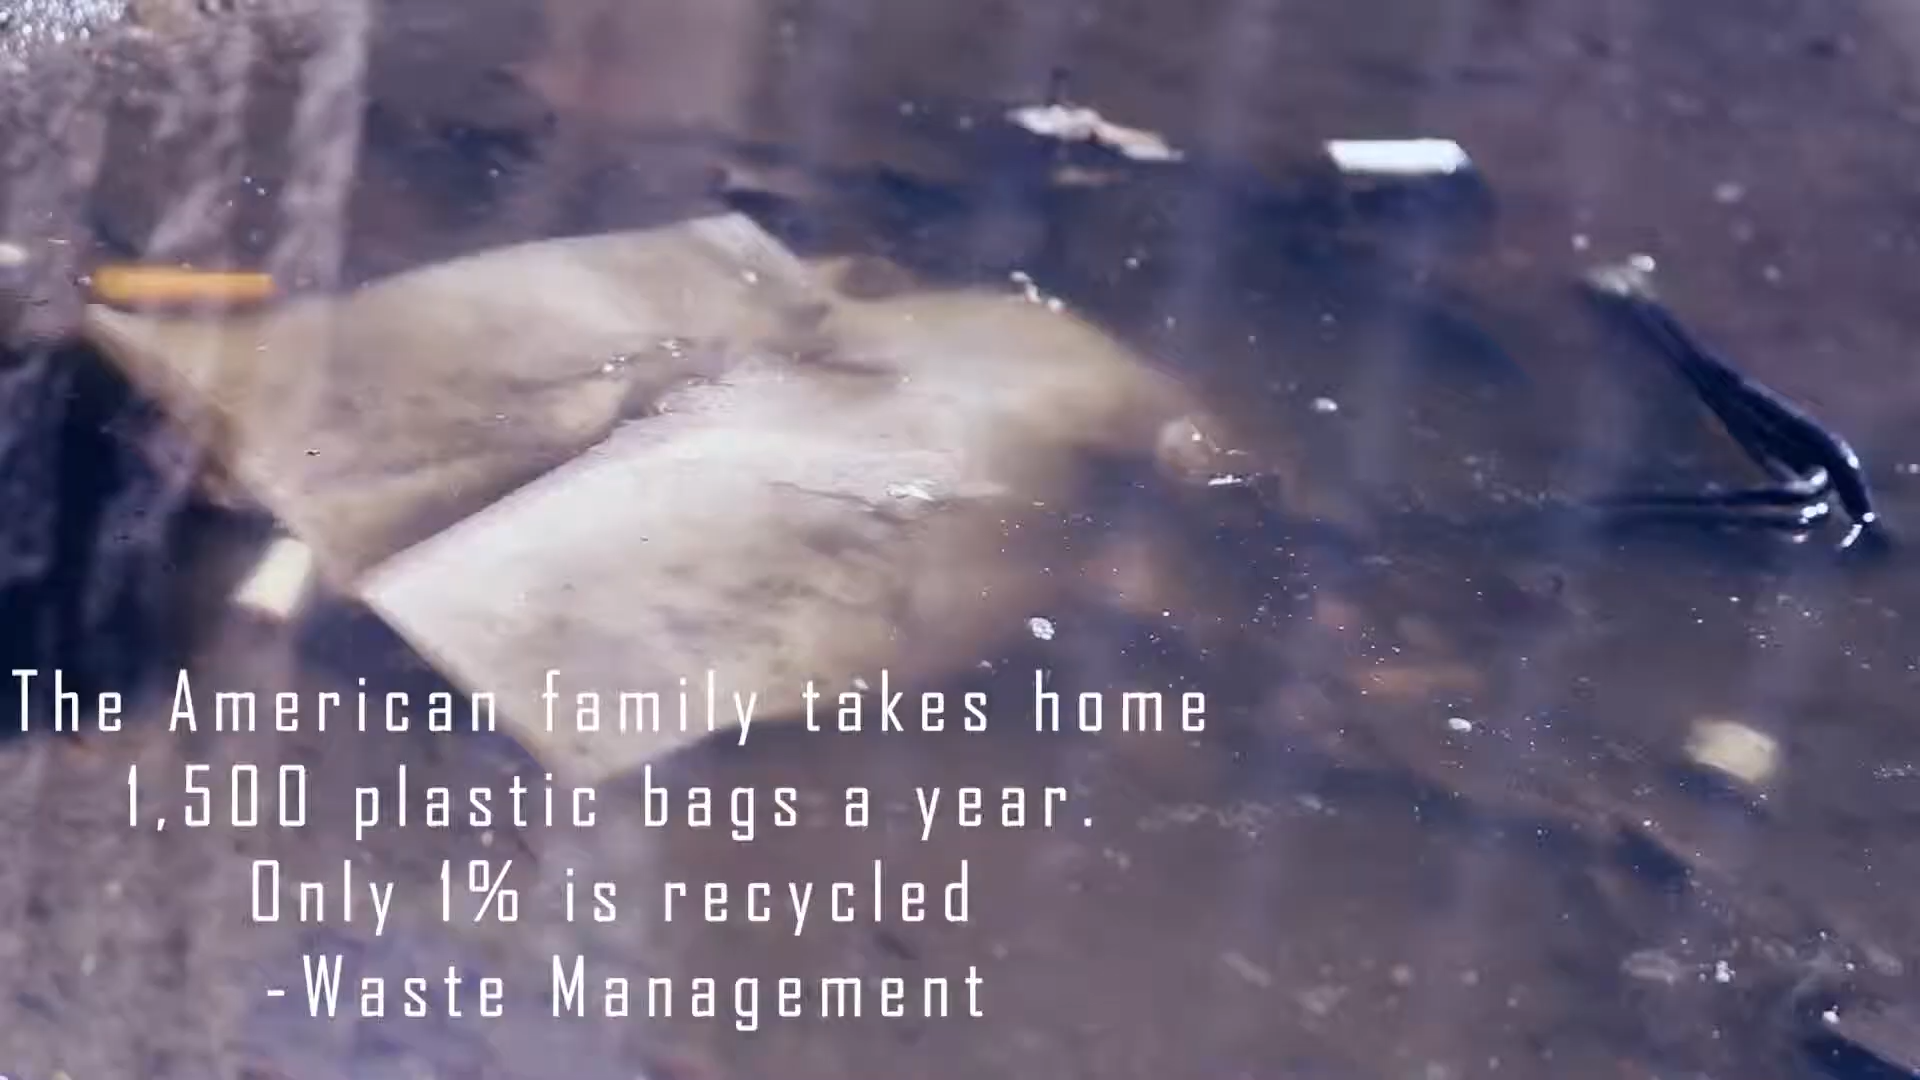 The American family takes home
1,500 plastic bags a year.
Only 1% is recycled
-Waste Management